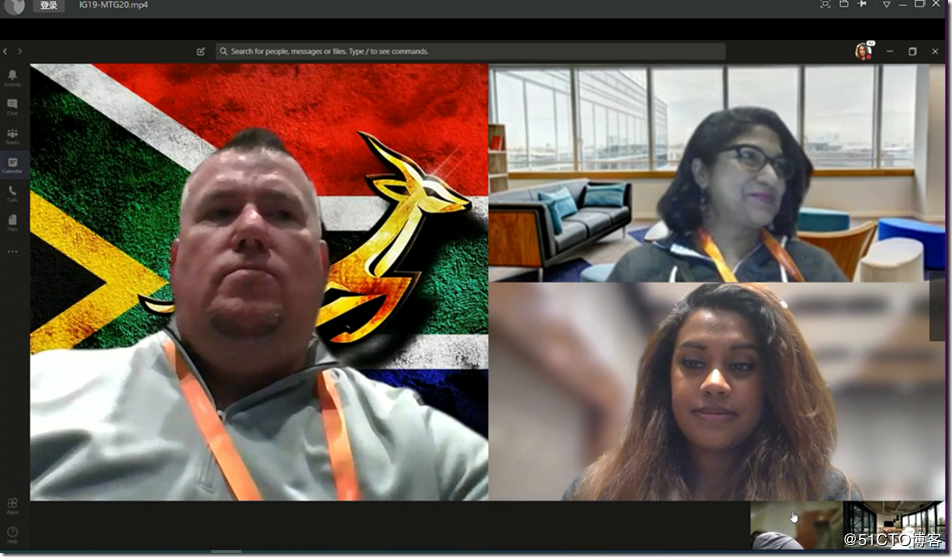 登录
IG19-MTG20.mp4
Search for people, messages or files. Type / to see commands.
Activity
Chat
Teams
Calendar
Calls
Files
Apps
Help
@51CTO博客